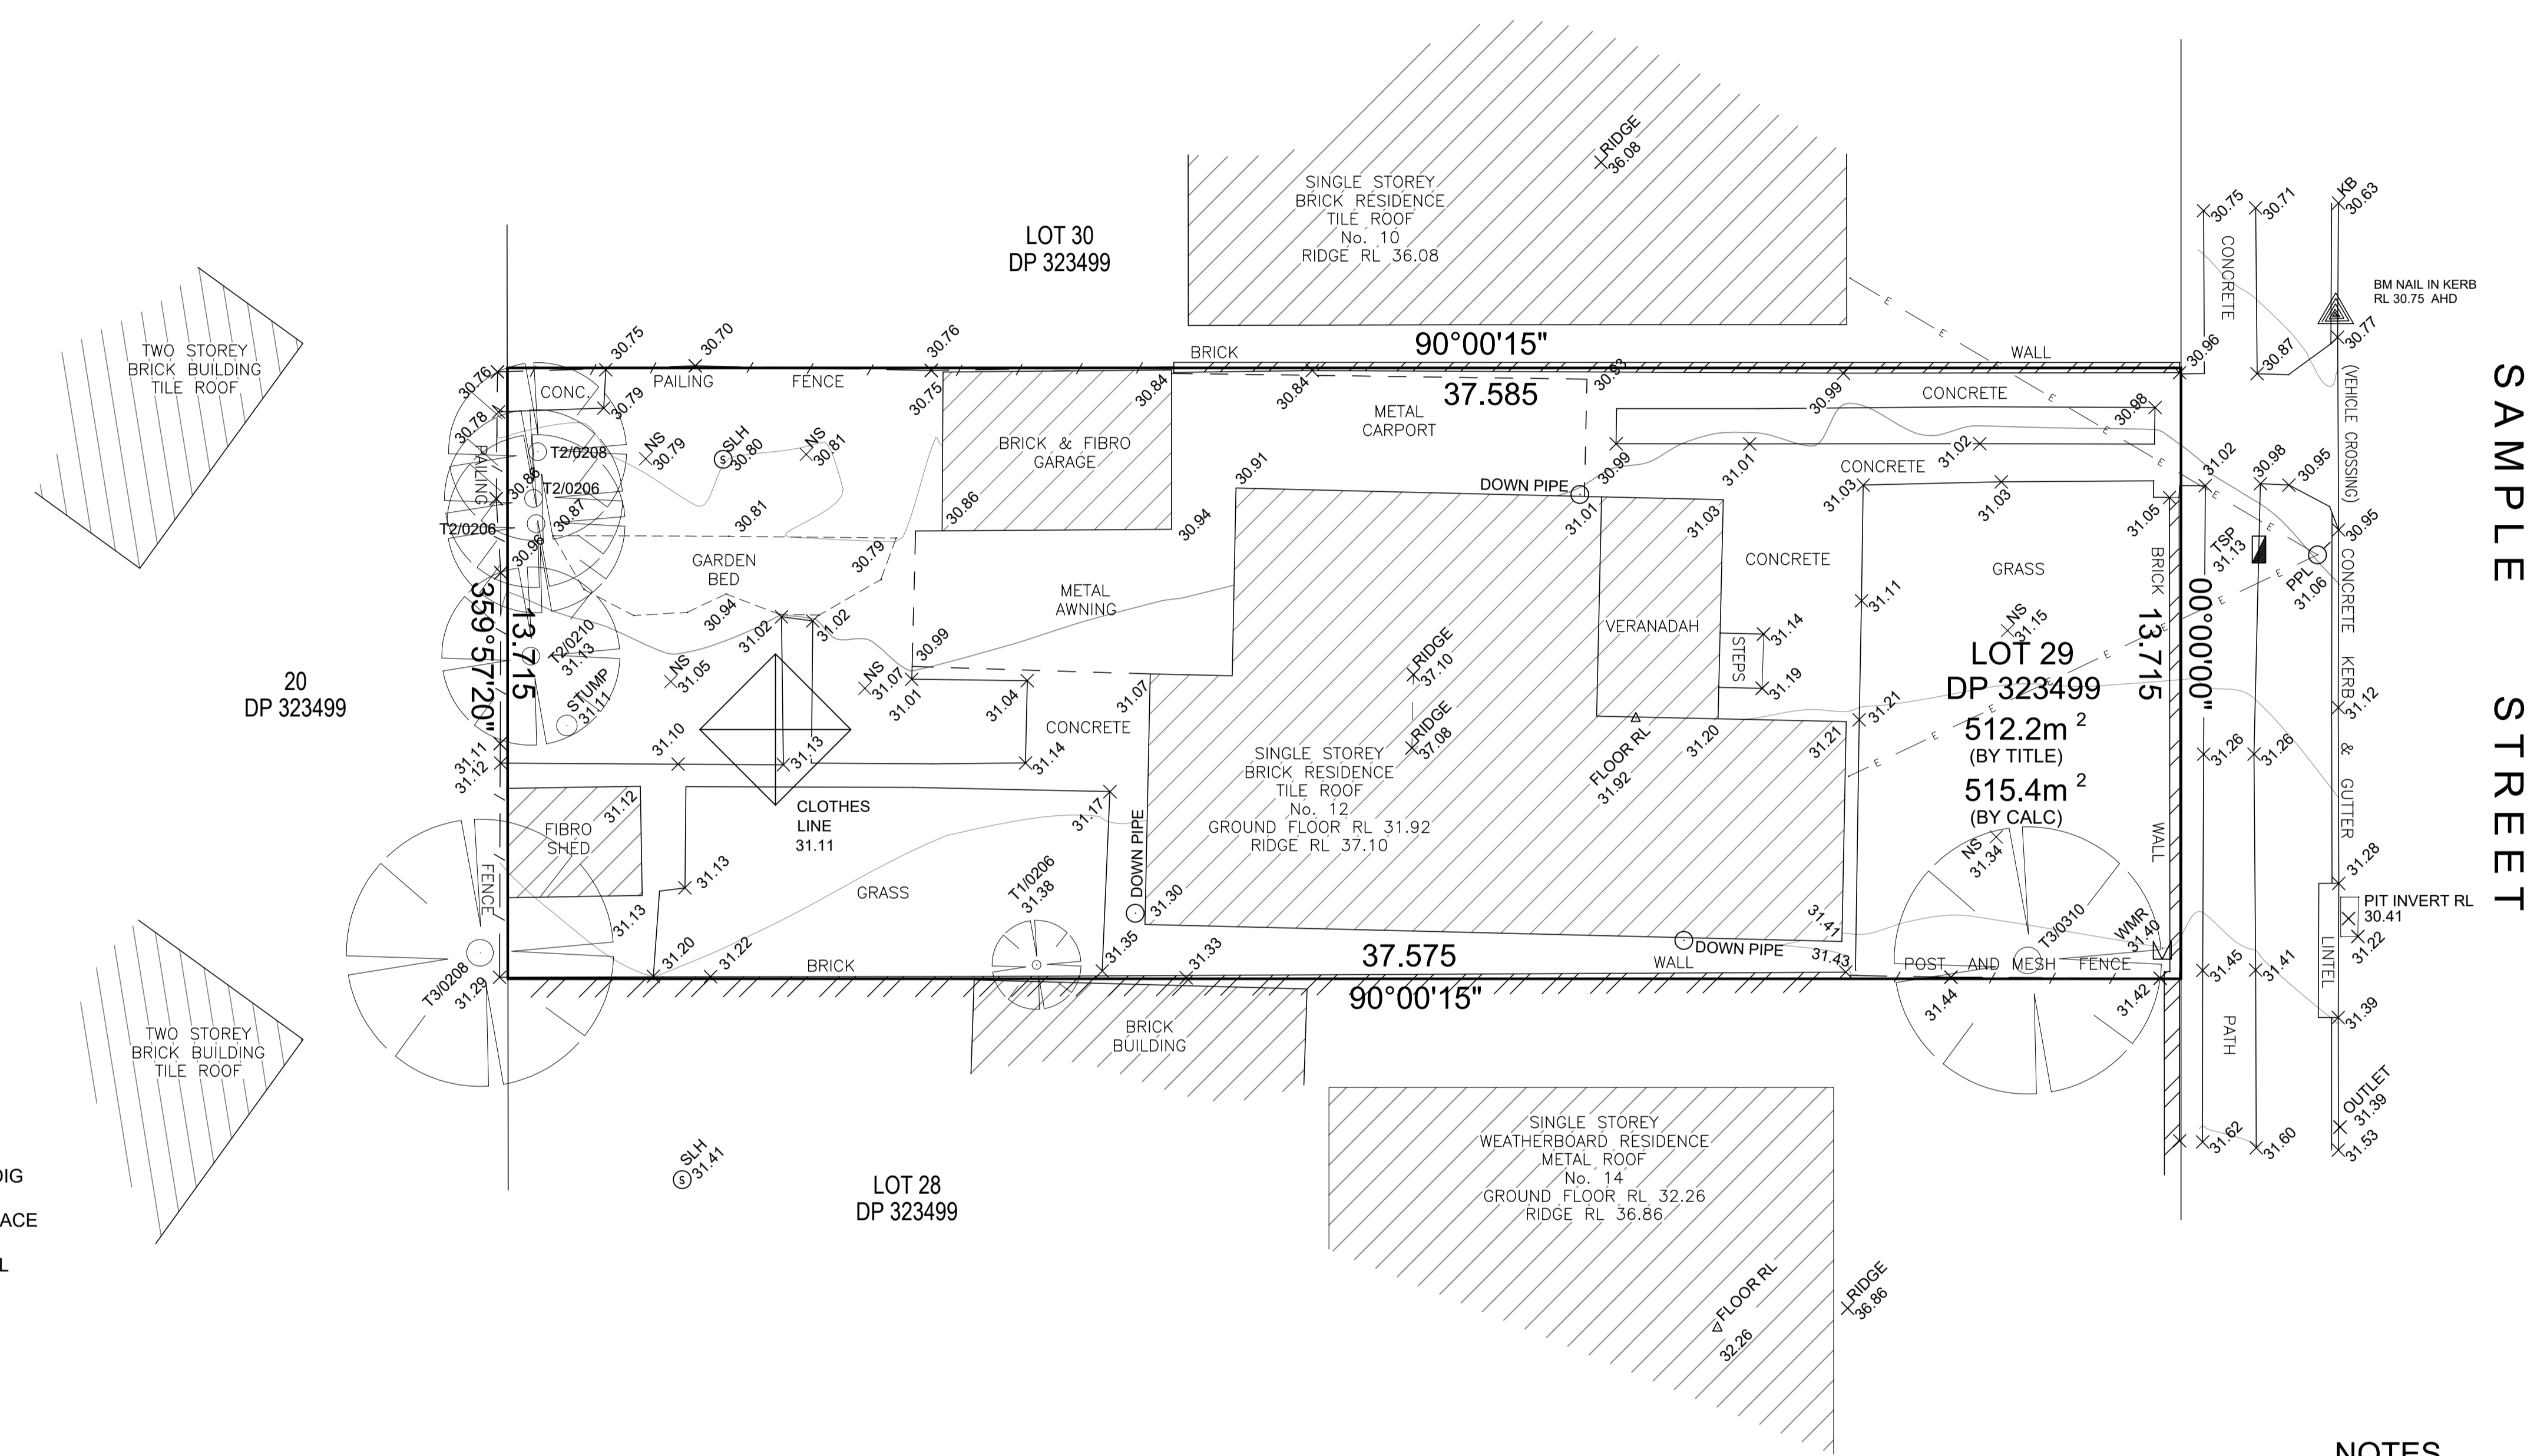 LOT 30
DP 323499
SINGLE STOREY
BRICK RESIDENCE
TILE ROOF
No. 10
RIDGE RL 36.08
RIDGE
36.08
TWO STOREY
BRICK BUILDING
TILE ROOF
30.75
30.71
KB
30.63
CONCRETE
BM NAIL IN KERB
RL 30.75 AHD
30.77
30.96
30.87
(VEHICLE CROSSING)
SAMPLE STREET
90°00'15"
BRICK
WALL
37.585
30.75
30.70
30.76
30.76
CONC.
PAILING
FENCE
30.79
30.78
30.75
30.84
30.84
30.93
30.99
30.98
CONCRETE
METAL
CARPORT
BRICK & FIBRO
GARAGE
30.86
30.94
30.91
PAILING
T2/0208
NS
30.79
SLH
30.80
S
NS
30.81
T2/0206
30.86
30.87
T2/0206
30.96
30.81
GARDEN
BED
30.79
30.94
31.02
31.02
METAL
AWNING
30.99
DOWN PIPE
30.99
31.01
31.02
CONCRETE
31.03
31.03
31.01
31.03
31.05
31.02
30.98
30.95
30.95
TSP
31.13
PPL
31.06
E
E
E
E
E
E
E
E
E
E
E
E
E
CONCRETE
GRASS
BRICK
31.11
NS
31.15
VERANADAH
STEPS
31.14
31.19
RIDGE
37.10
RIDGE
37.08
LOT 29
DP 323499
512.2m 2
(BY TITLE)
515.4m 2
(BY CALC)
13.715
00°00'00"
CONCRETE KERB & GUTTER
31.12
359°57'20"
13.715
T2/0210
31.13
STUMP
31.11
20
DP 323499
NS
31.05
NS
31.07
31.01
31.04
31.07
CONCRETE
31.14
31.10
31.13
31.11
31.12
31.12
FIBRO
SHED
CLOTHES
LINE
31.11
31.17
31.13
31.13
GRASS
FENCE
DOWN PIPE
31.30
SINGLE STOREY
BRICK RESIDENCE
TILE ROOF
No. 12
GROUND FLOOR RL 31.92
RIDGE RL 37.10
FLOOR RL
31.92
31.20
31.21
31.21
31.26
31.26
NS
31.34
WALL
31.28
PIT INVERT RL
30.41
31.22
LINTEL
31.39
T1/0206
31.38
31.20
31.22
BRICK
31.35
31.33
37.575
90°00'15"
DOWN PIPE
WALL
31.41
31.43
POST AND MESH FENCE
T3/0310
WMR
31.40
31.44
31.42
31.45
31.41
PATH
T3/0208
31.29
TWO STOREY
BRICK BUILDING
TILE ROOF
BRICK
BUILDING
SLH
31.41
S
LOT 28
DP 323499
SINGLE STOREY
WEATHERBOARD RESIDENCE
METAL ROOF
No. 14
GROUND FLOOR RL 32.26
RIDGE RL 36.86
FLOOR RL
32.26
RIDGE
36.86
31.62
31.60
OUTLET
31.39
31.53
DIG
ACE
L
NOTES